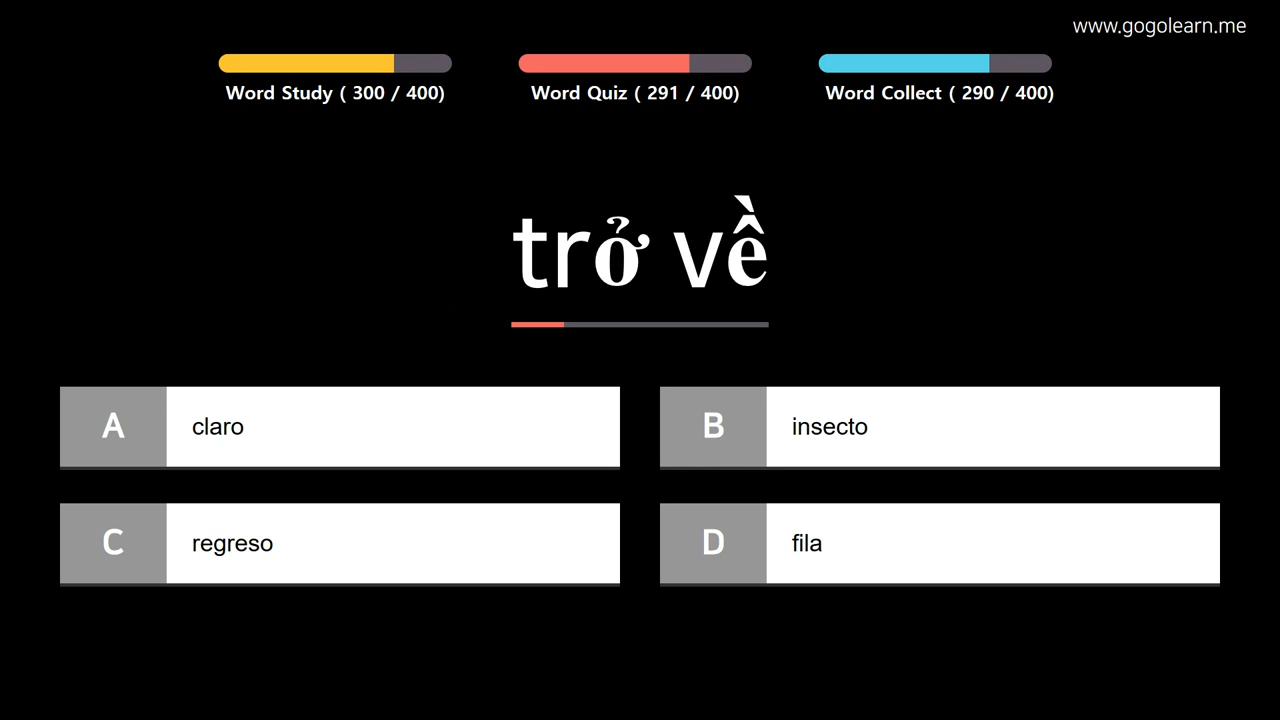 www.gogolearn.me
Word Study ( 300 / 400)
Word Quiz ( 291 / 400)
Word Collect ( 290 / 400)
trở về
A claro
B insecto
C regreso
D fila